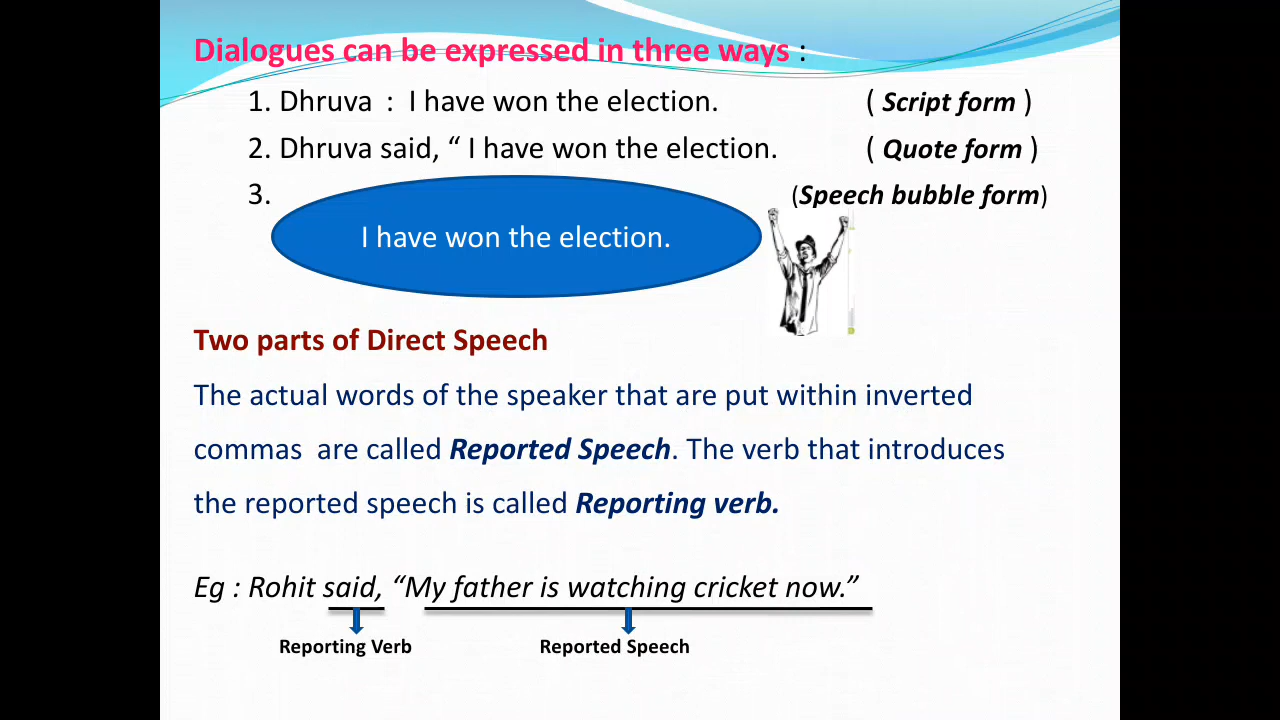 Dialogues can be expressed in three ways :
1. Dhruva : I have won the election. ( Script form )
2. Dhruva said, “ I have won the election. ( Quote form )
3. (Speech bubble form)
I have won the election.
Two parts of Direct Speech
The actual words of the speaker that are put within inverted
commas are called Reported Speech. The verb that introduces
the reported speech is called Reporting verb.
Eg : Rohit said, “My father is watching cricket now.”
Reporting Verb Reported Speech